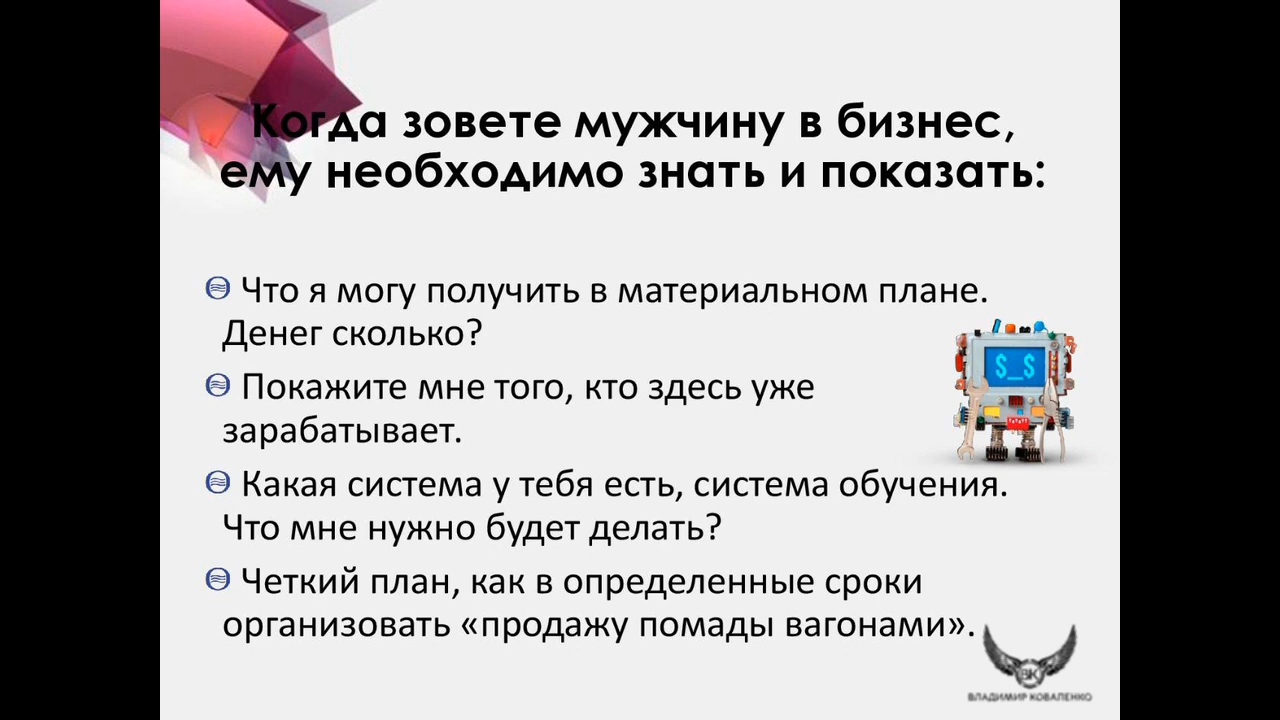 Когда зовете мужчину в бизнес,
ему необходимо знать и показать:
Что я могу получить в материальном плане.
Денег сколько?
Покажите мне того, кто здесь уже
зарабатывает.
$_$
Какая система у тебя есть, система обучения.
Что мне нужно будет делать?
Четкий план, как в определенные сроки
организовать «продажу помады вагонами».
ВК
ВЛАДИМИР КОВАЛЕНКО